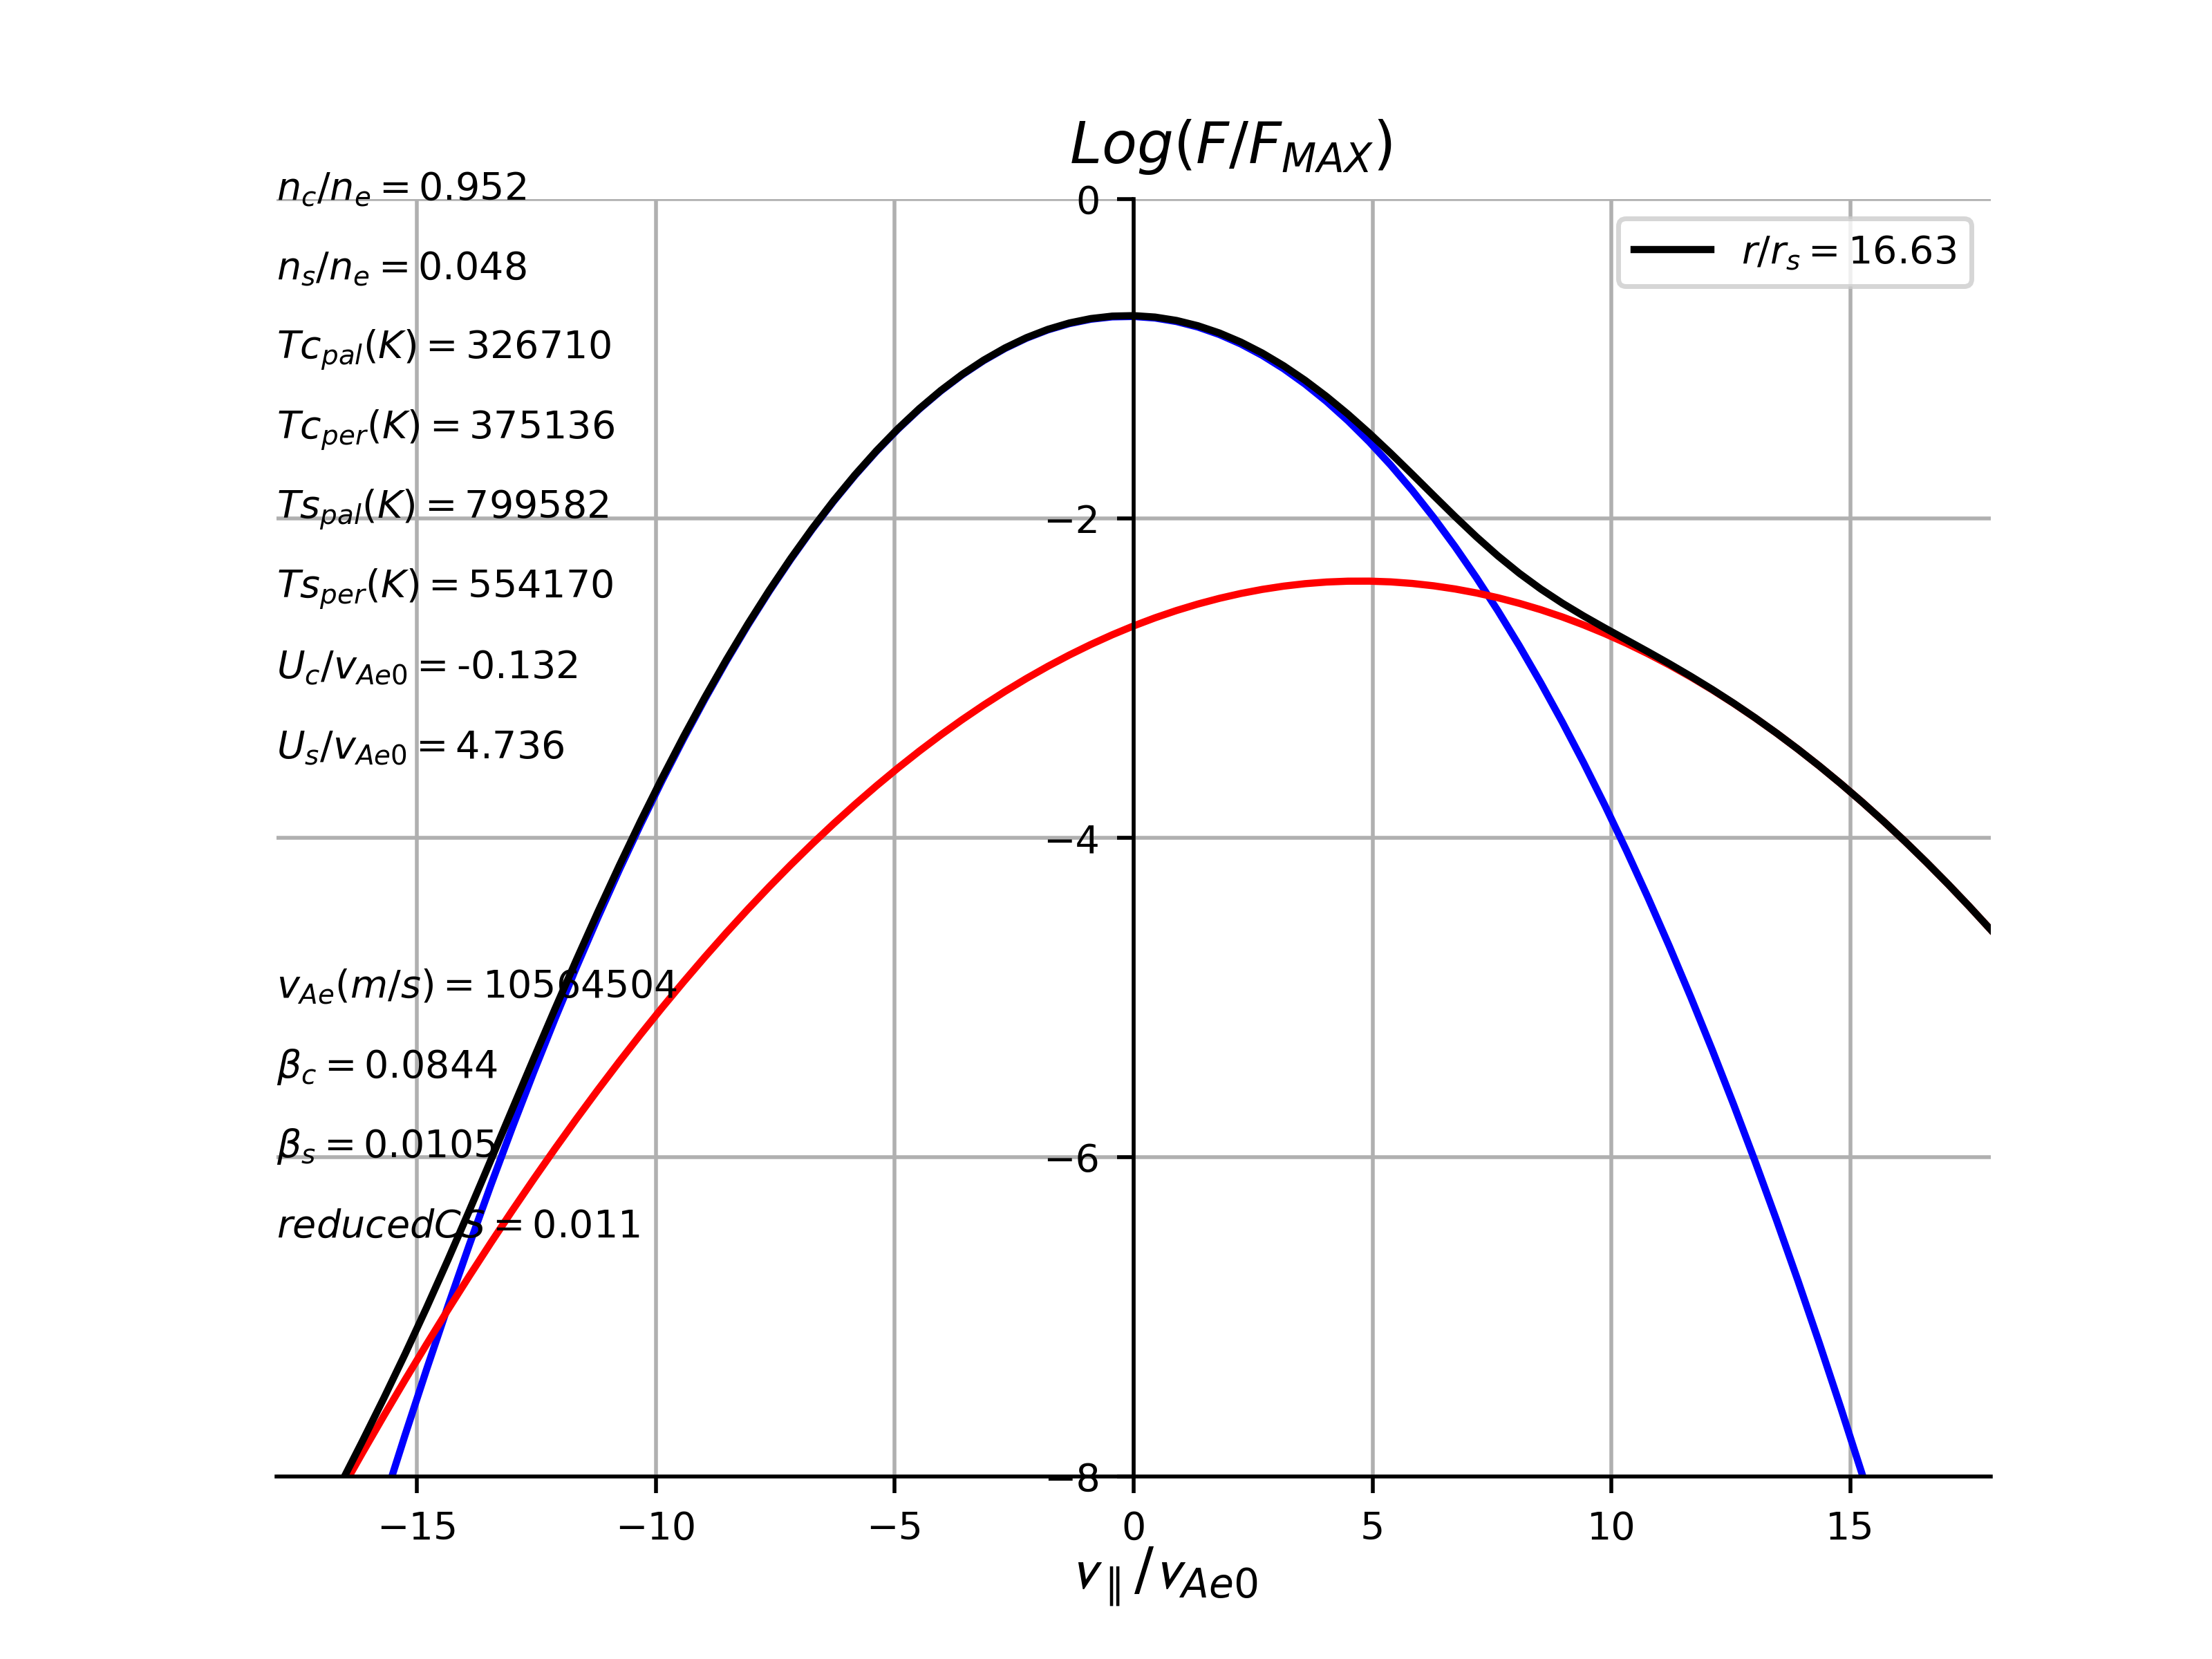 Log(F/F_MAX)
n_c/n_e = 0.952
0
r/r_s = 16.63
n_s/n_e = 0.048
Tc_pal(K) = 326710
Tc_per(K) = 375136
Ts_pal(K) = 799582
−2
Ts_per(K) = 554170
U_c/v_Ae0 = -0.132
U_s/v_Ae0 = 4.736
−4
v_Ae(m/s) = 10564504
β_c = 0.0844
β_s = 0.0105
−6
reducedCS = 0.011
−8
−15 −10 −5 0 5 10 15
v_∥/v_Ae0